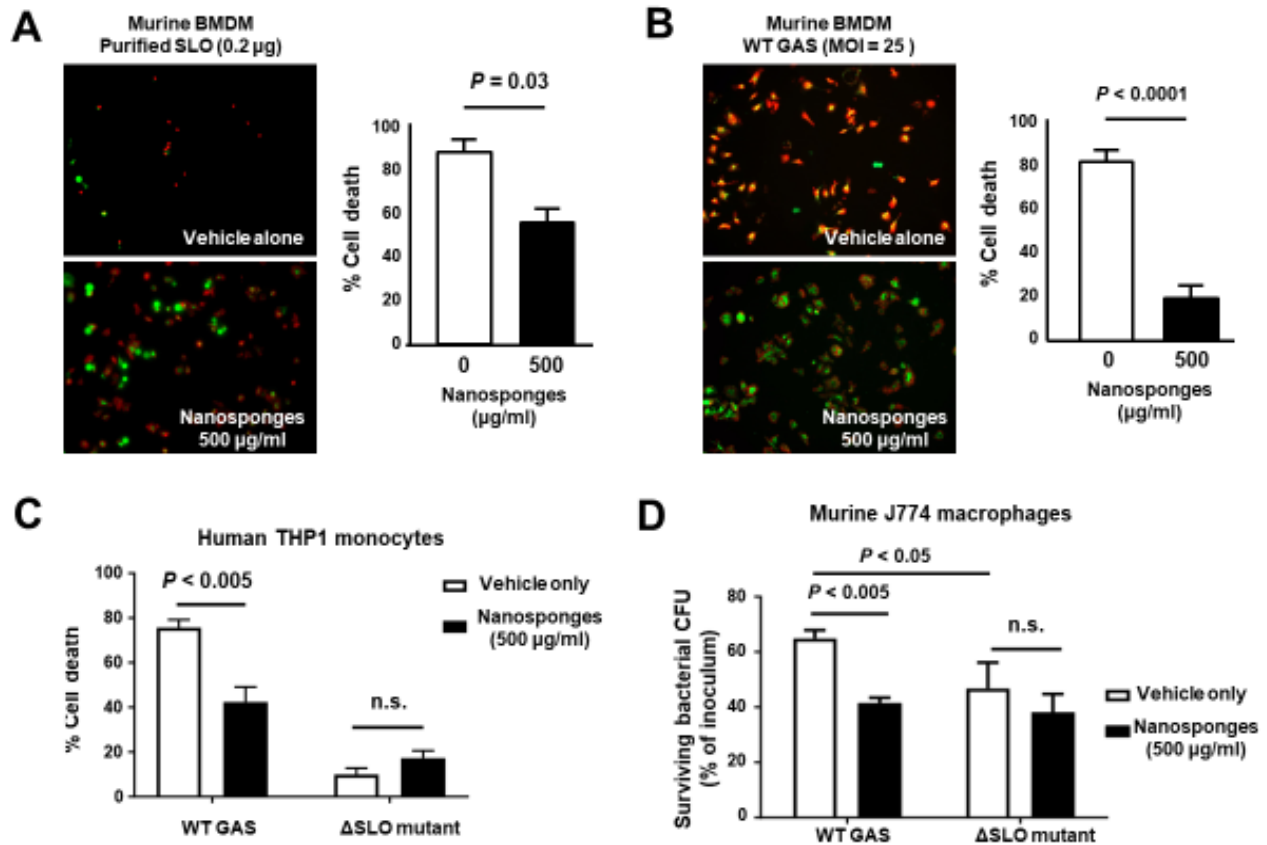 A
Murine BMDM
Purified SLO (0.2 µg)
Vehicle alone
Nanosponges
500 µg/ml
P = 0.03
% Cell death
100
80
60
40
20
0
0
500
Nanosponges
(µg/ml)
B
Murine BMDM
WT GAS (MOI = 25 )
Vehicle alone
Nanosponges
500 µg/ml
P < 0.0001
% Cell death
100
80
60
40
20
0
0
500
Nanosponges
(µg/ml)
C
Human THP1 monocytes
% Cell death
100
80
60
40
20
0
P < 0.005
n.s.
WT GAS
ΔSLO mutant
Vehicle only
Nanosponges
(500 µg/ml)
D
Murine J774 macrophages
Surviving bacterial CFU
(% of inoculum)
80
60
40
20
0
P < 0.05
P < 0.005
n.s.
WT GAS
ΔSLO mutant
Vehicle only
Nanosponges
(500 µg/ml)